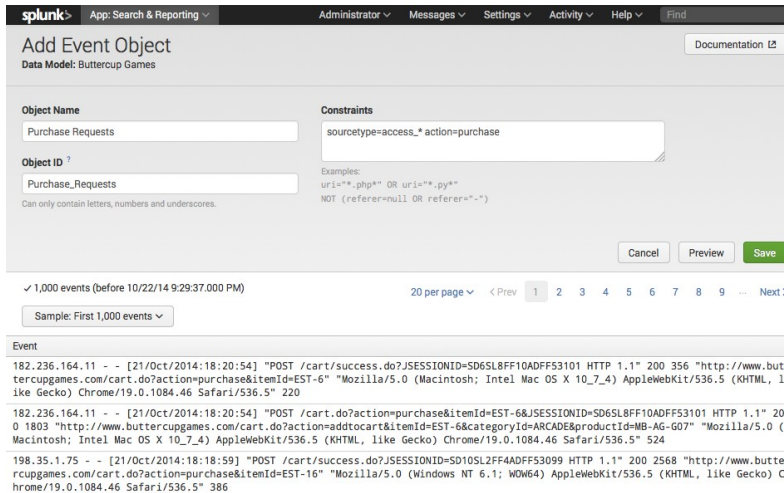 splunk> App: Search & Reporting Administrator Messages Settings Activity Help Find
Add Event Object
Documentation
Data Model: Buttercup Games
Object Name
Purchase Requests
Object ID ?
Purchase_Requests
Can only contain letters, numbers and underscores.
Constraints
sourcetype=access_* action=purchase
Examples:
uri="*.php*" OR uri="*.py*"
NOT (referer=null OR referer="-")
Cancel Preview Save
✓ 1,000 events (before 10/22/14 9:29:37.000 PM)
20 per page < Prev 1 2 3 4 5 6 7 8 9 ... Next
Sample: First 1,000 events
Event
182.236.164.11 - - [21/Oct/2014:18:20:54] "POST /cart/success.do?JSESSIONID=SD6SL8FF10ADFF53101 HTTP 1.1" 200 356 "http://www.but
tercupgames.com/cart.do?action=purchase&itemId=EST-6" "Mozilla/5.0 (Macintosh; Intel Mac OS X 10_7_4) AppleWebKit/536.5 (KHTML, l
ike Gecko) Chrome/19.0.1084.46 Safari/536.5" 220
182.236.164.11 - - [21/Oct/2014:18:20:54] "POST /cart.do?action=purchase&itemId=EST-6&JSESSIONID=SD6SL8FF10ADFF53101 HTTP 1.1" 20
0 1803 "http://www.buttercupgames.com/cart.do?action=addtocart&itemId=EST-6&categoryId=ARCADE&productId=MB-AG-G07" "Mozilla/5.0 (
Macintosh; Intel Mac OS X 10_7_4) AppleWebKit/536.5 (KHTML, like Gecko) Chrome/19.0.1084.46 Safari/536.5" 524
198.35.1.75 - - [21/Oct/2014:18:18:59] "POST /cart/success.do?JSESSIONID=SD10SL2FF4ADFF53099 HTTP 1.1" 200 2568 "http://www.butte
rcupgames.com/cart.do?action=purchase&itemId=EST-16" "Mozilla/5.0 (Windows NT 6.1; WOW64) AppleWebKit/536.5 (KHTML, like Gecko) C
hrome/19.0.1084.46 Safari/536.5" 386